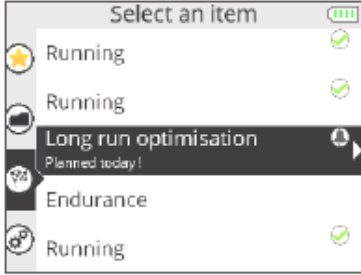 Select an item
Running
Running
Long run optimisation
Planned today!
Endurance
Running